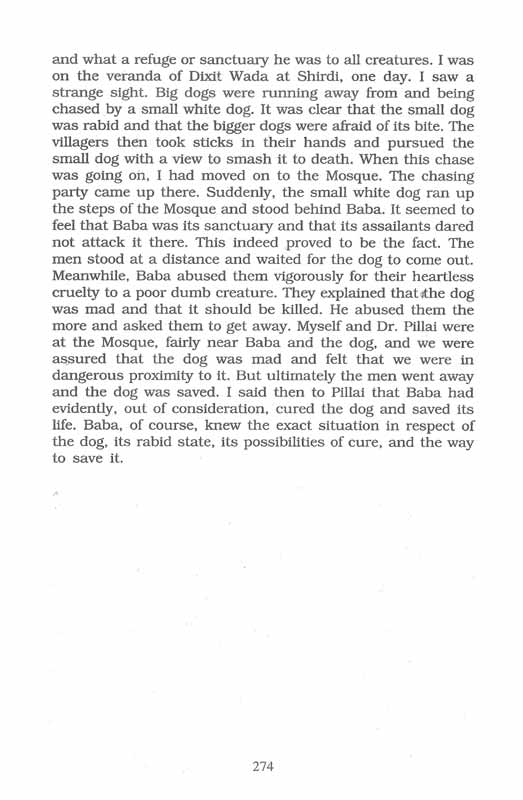 and what a refuge or sanctuary he was to all creatures. I was
on the veranda of Dixit Wada at Shirdi, one day. I saw a
strange sight. Big dogs were running away from and being
chased by a small white dog. It was clear that the small dog
was rabid and that the bigger dogs were afraid of its bite. The
villagers then took sticks in their hands and pursued the
small dog with a view to smash it to death. When this chase
was going on, I had moved on to the Mosque. The chasing
party came up there. Suddenly, the small white dog ran up
the steps of the Mosque and stood behind Baba. It seemed to
feel that Baba was its sanctuary and that its assailants dared
not attack it there. This indeed proved to be the fact. The
men stood at a distance and waited for the dog to come out.
Meanwhile, Baba abused them vigorously for their heartless
cruelty to a poor dumb creature. They explained that the dog
was mad and that it should be killed. He abused them the
more and asked them to get away. Myself and Dr. Pillai were
at the Mosque, fairly near Baba and the dog, and we were
assured that the dog was mad and felt that we were in
dangerous proximity to it. But ultimately the men went away
and the dog was saved. I said then to Pillai that Baba had
evidently, out of consideration, cured the dog and saved its
life. Baba, of course, knew the exact situation in respect of
the dog, its rabid state, its possibilities of cure, and the way
to save it.
274